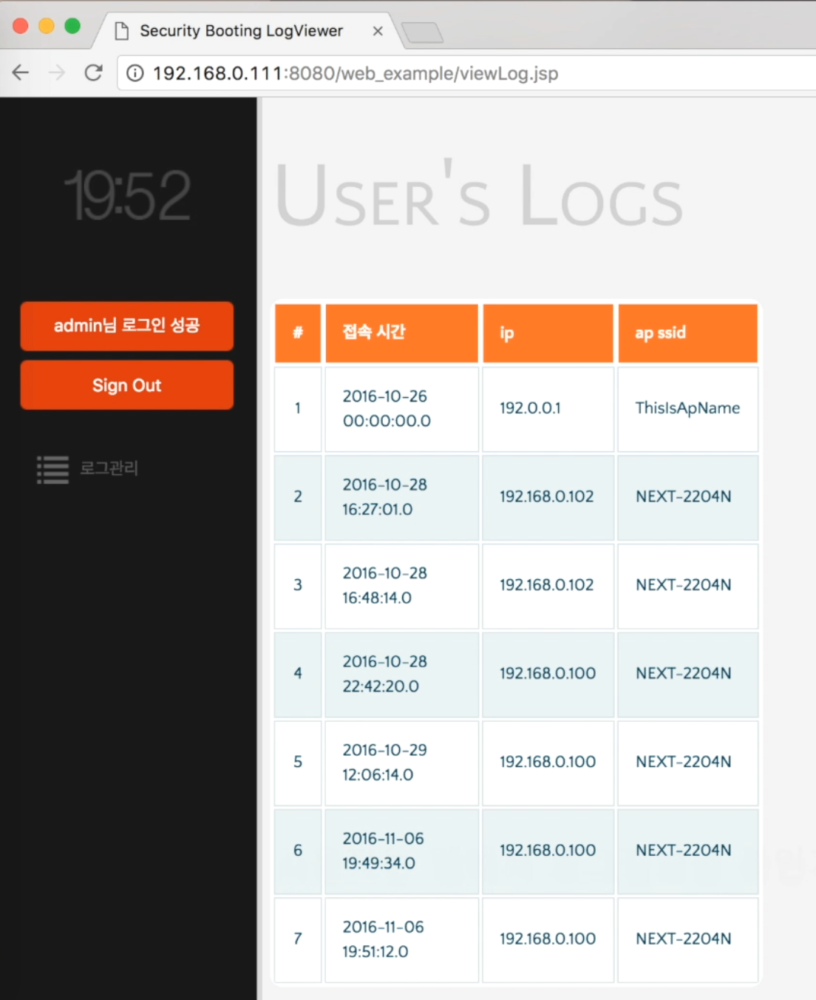 Security Booting LogViewer
192.168.0.111:8080/web_example/viewLog.jsp
19:52
admin님 로그인 성공
Sign Out
로그관리
User's Logs
# 접속 시간 ip ap ssid
1 2016-10-26 00:00:00.0 192.0.0.1 ThisIsApName
2 2016-10-28 16:27:01.0 192.168.0.102 NEXT-2204N
3 2016-10-28 16:48:14.0 192.168.0.102 NEXT-2204N
4 2016-10-28 22:42:20.0 192.168.0.100 NEXT-2204N
5 2016-10-29 12:06:14.0 192.168.0.100 NEXT-2204N
6 2016-11-06 19:49:34.0 192.168.0.100 NEXT-2204N
7 2016-11-06 19:51:12.0 192.168.0.100 NEXT-2204N